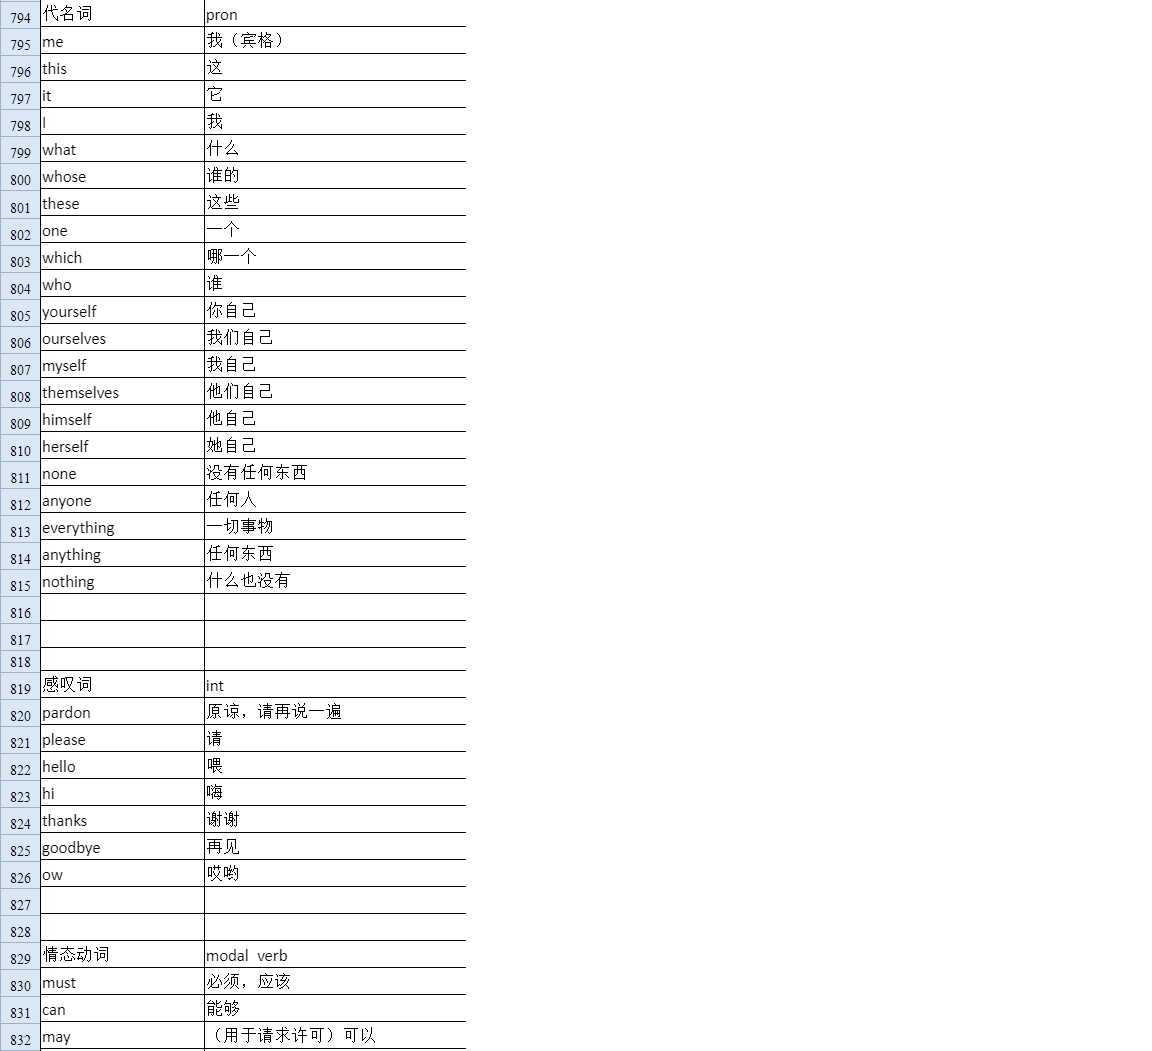 794 代名词 pron
795 me 我（宾格）
796 this 这
797 it 它
798 I 我
799 what 什么
800 whose 谁的
801 these 这些
802 one 一个
803 which 哪一个
804 who 谁
805 yourself 你自己
806 ourselves 我们自己
807 myself 我自己
808 themselves 他们自己
809 himself 他自己
810 herself 她自己
811 none 没有任何东西
812 anyone 任何人
813 everything 一切事物
814 anything 任何东西
815 nothing 什么也没有
816
817
818
819 感叹词 int
820 pardon 原谅，请再说一遍
821 please 请
822 hello 喂
823 hi 嗨
824 thanks 谢谢
825 goodbye 再见
826 ow 哎哟
827
828
829 情态动词 modal verb
830 must 必须，应该
831 can 能够
832 may （用于请求许可）可以